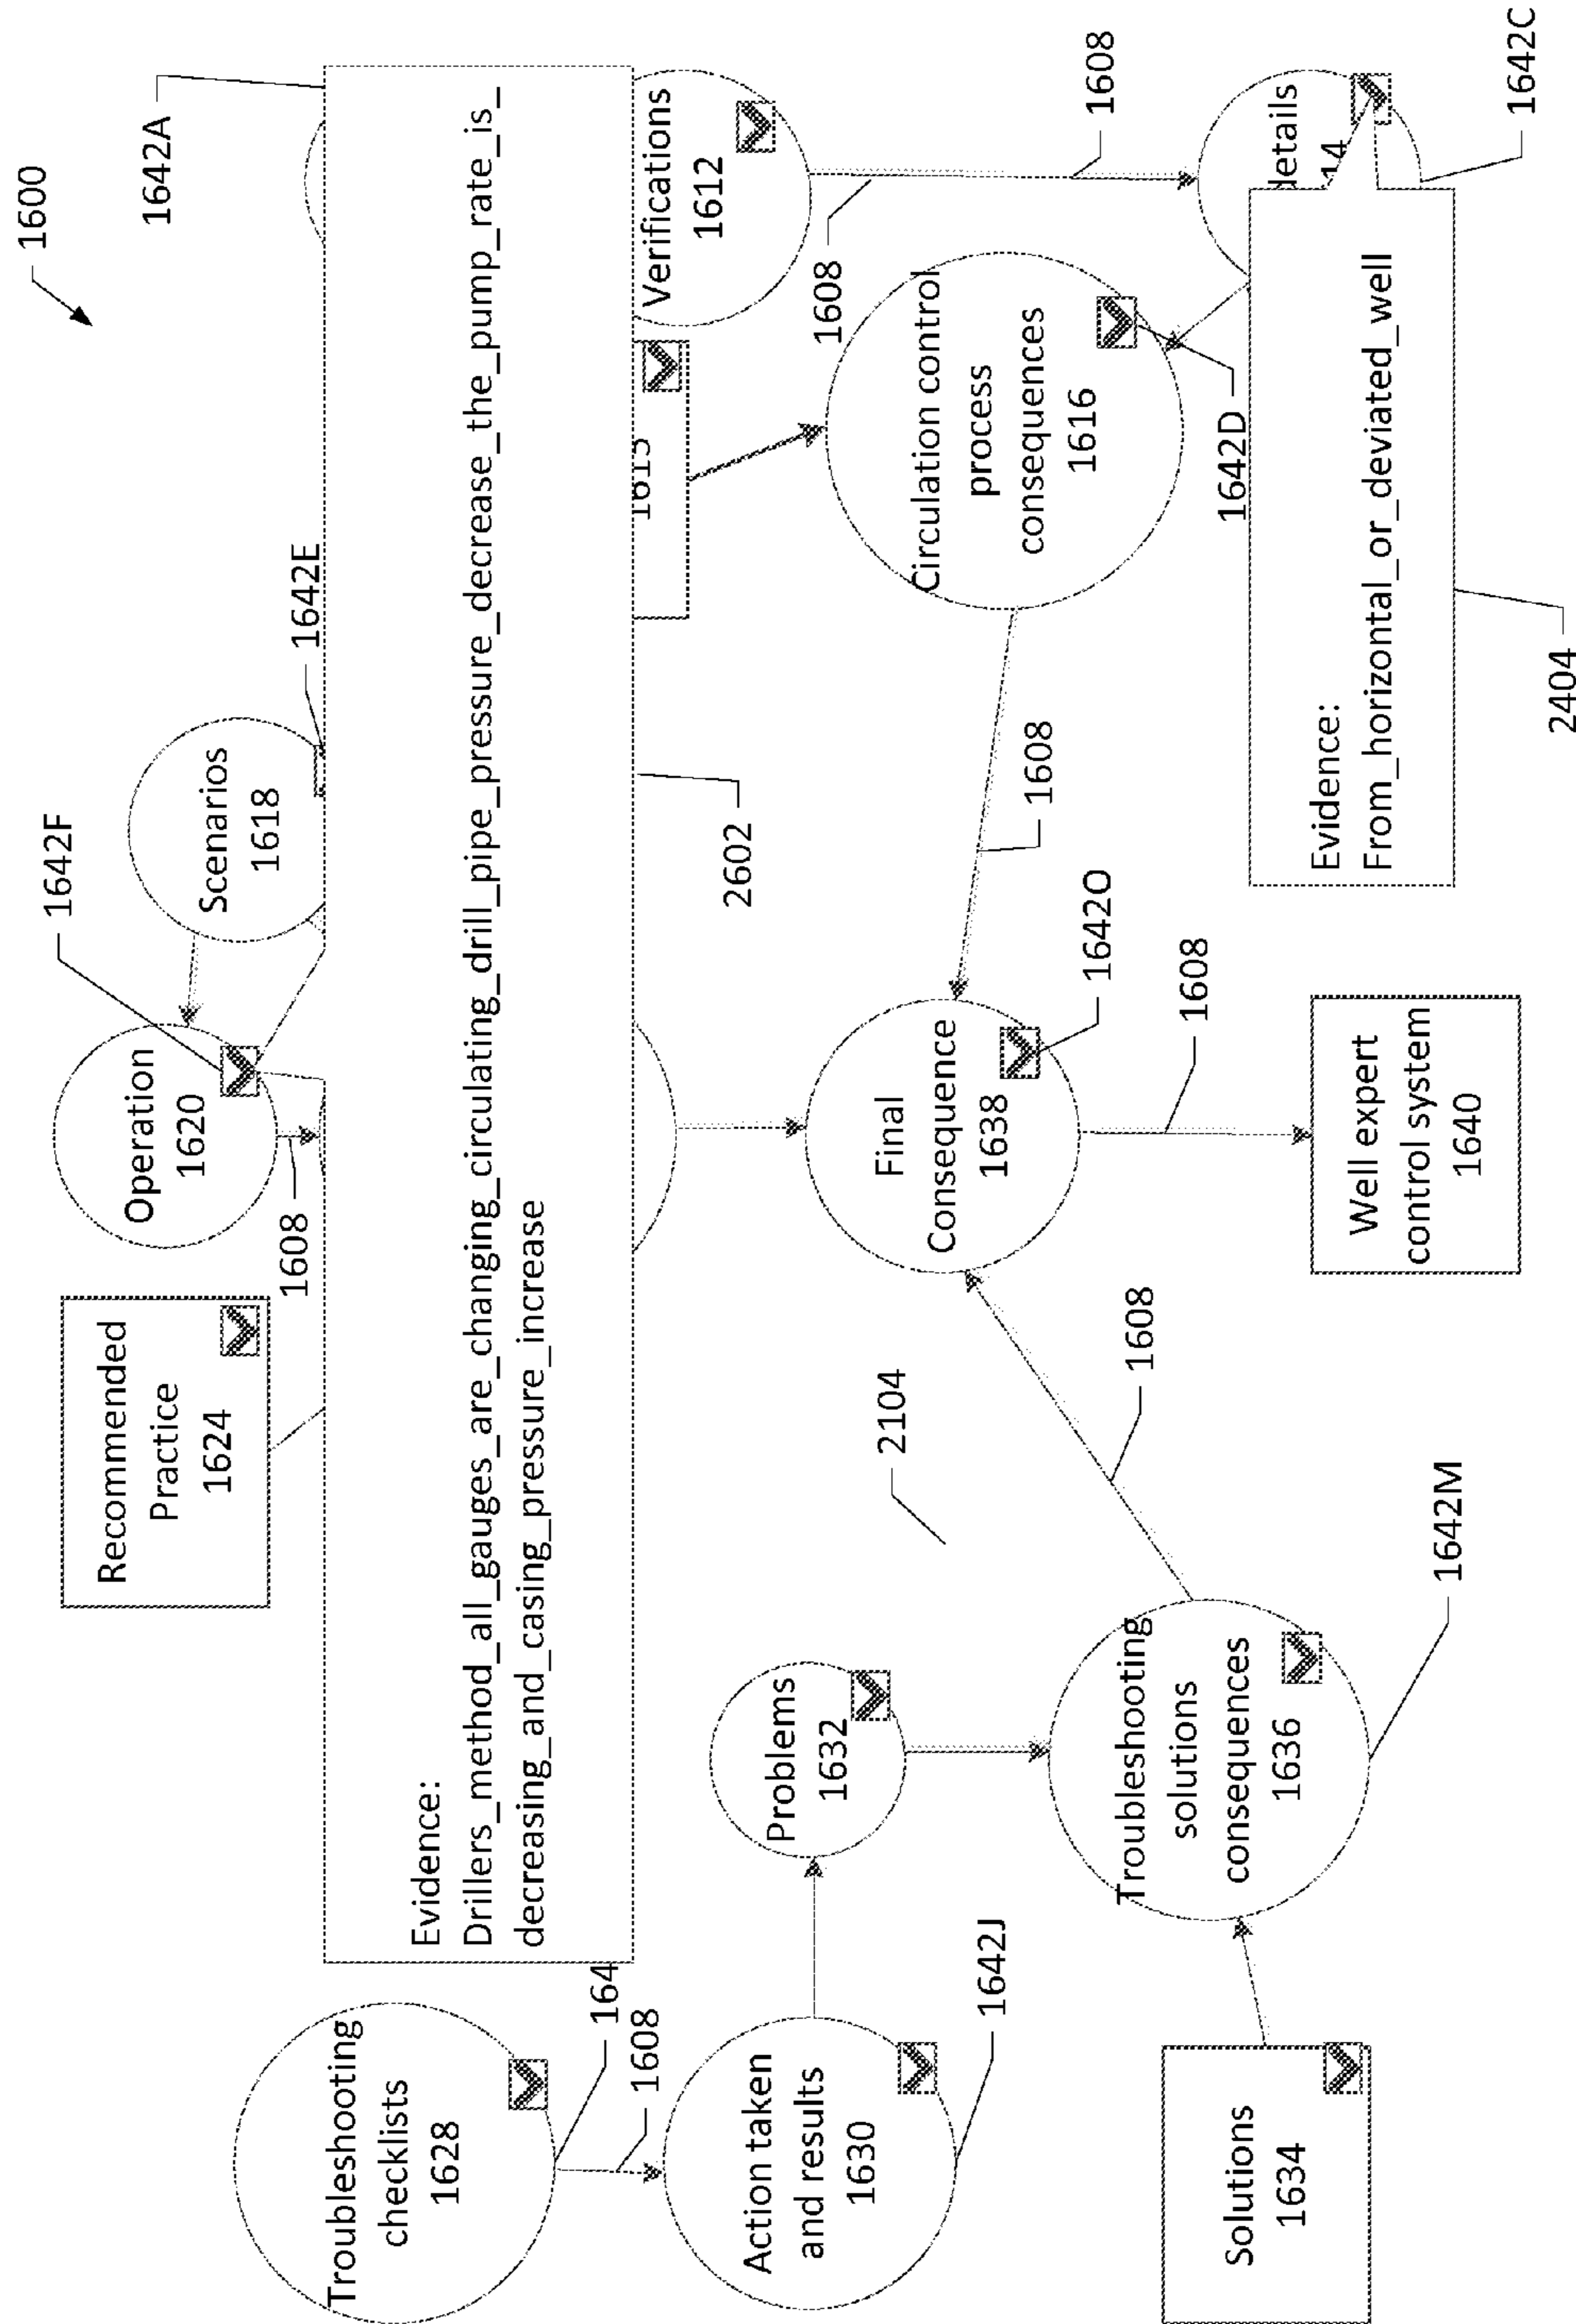 1600
1642A
1642E
1642F
Scenarios
1618
Operation
1620
1608
Recommended
Practice
1624
Evidence:
Drillers_method_all_gauges_are_changing_circulating_drill_pipe_pressure_decrease_the_pump_rate_is_
decreasing_and_casing_pressure_increase
Verifications
1612
1608
1608
2602
Circulation control
process
consequences
1616
1642D
Evidence:
From_horizontal_or_deviated_well
1642C
2404
1608
Final
Consequence
1638
1642O
1608
Well expert
control system
1640
2104
1608
Troubleshooting
checklists
1628
164
1608
Action taken
and results
1630
1642J
Problems
1632
Troubleshooting
solutions
consequences
1636
1642M
Solutions
1634